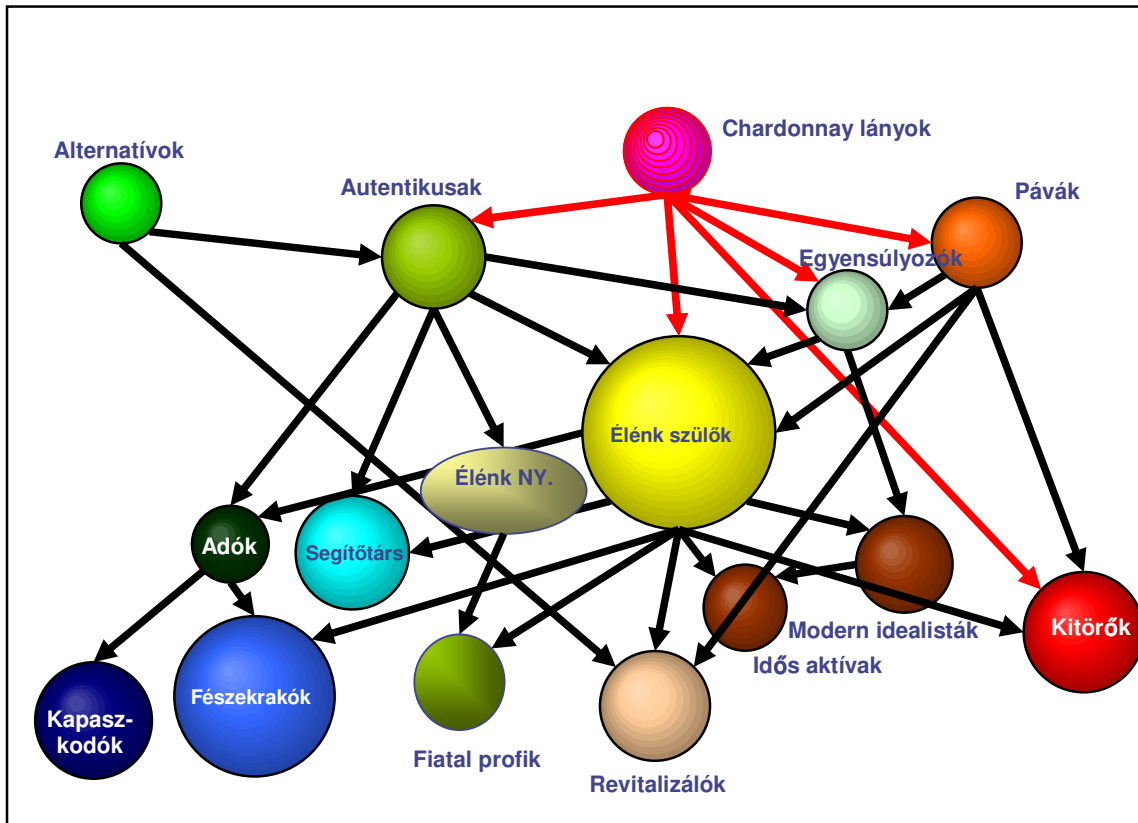 Chardonnay lányok
Alternatívok
Autentikusak
Pávák
Egyensúlyozók
Élénk szülők
Élénk NY.
Adók
Segítőtárs
Modern idealisták
Kitörők
Idős aktívak
Fészekrakók
Kapasz-
kodók
Fiatal profik
Revitalizálók